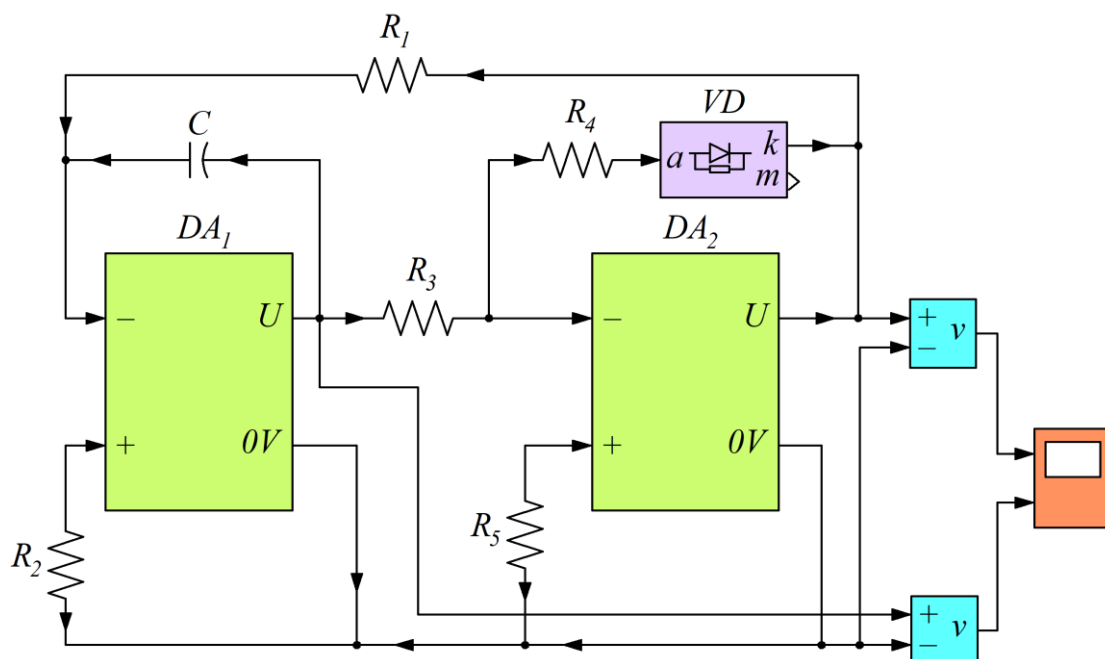 R₁
C
R₄
VD
a
k
m
DA₁
DA₂
−
U
R₃
−
U
+ v
−
+
0V
+
0V
R₂
R₅
+ v
−